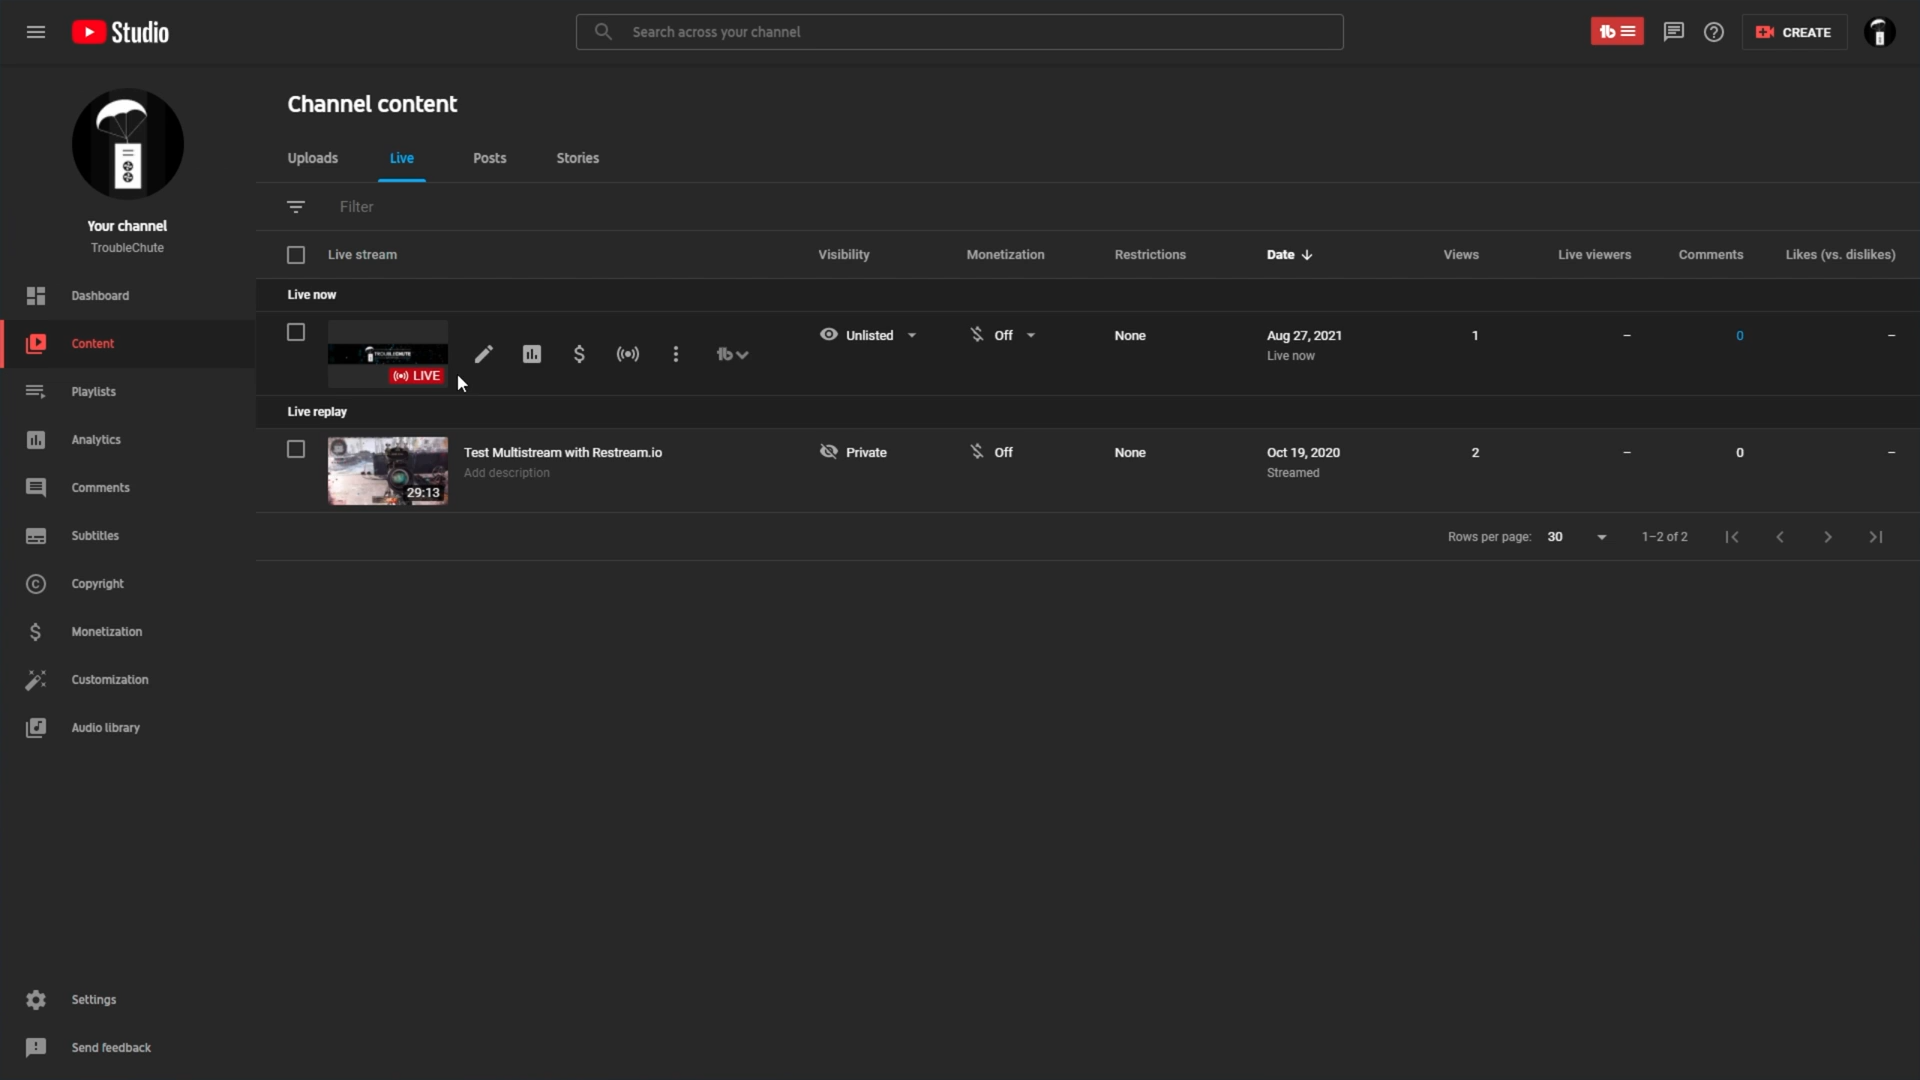 Studio
Search across your channel
CREATE
Channel content
Uploads Live Posts Stories
Your channel
TroubleChute
Filter
Live stream Visibility Monetization Restrictions Date Views Live viewers Comments Likes (vs. dislikes)
Dashboard
Content
Playlists
Analytics
Comments
Subtitles
Copyright
Monetization
Customization
Audio library
Settings
Send feedback
Live now
TROUBLECHUTE
LIVE
Unlisted Off None Aug 27, 2021 1 – 0 –
Live now
Live replay
29:13
Test Multistream with Restream.io Private Off None Oct 19, 2020 2 – 0 –
Add description Streamed
Rows per page: 30 1–2 of 2